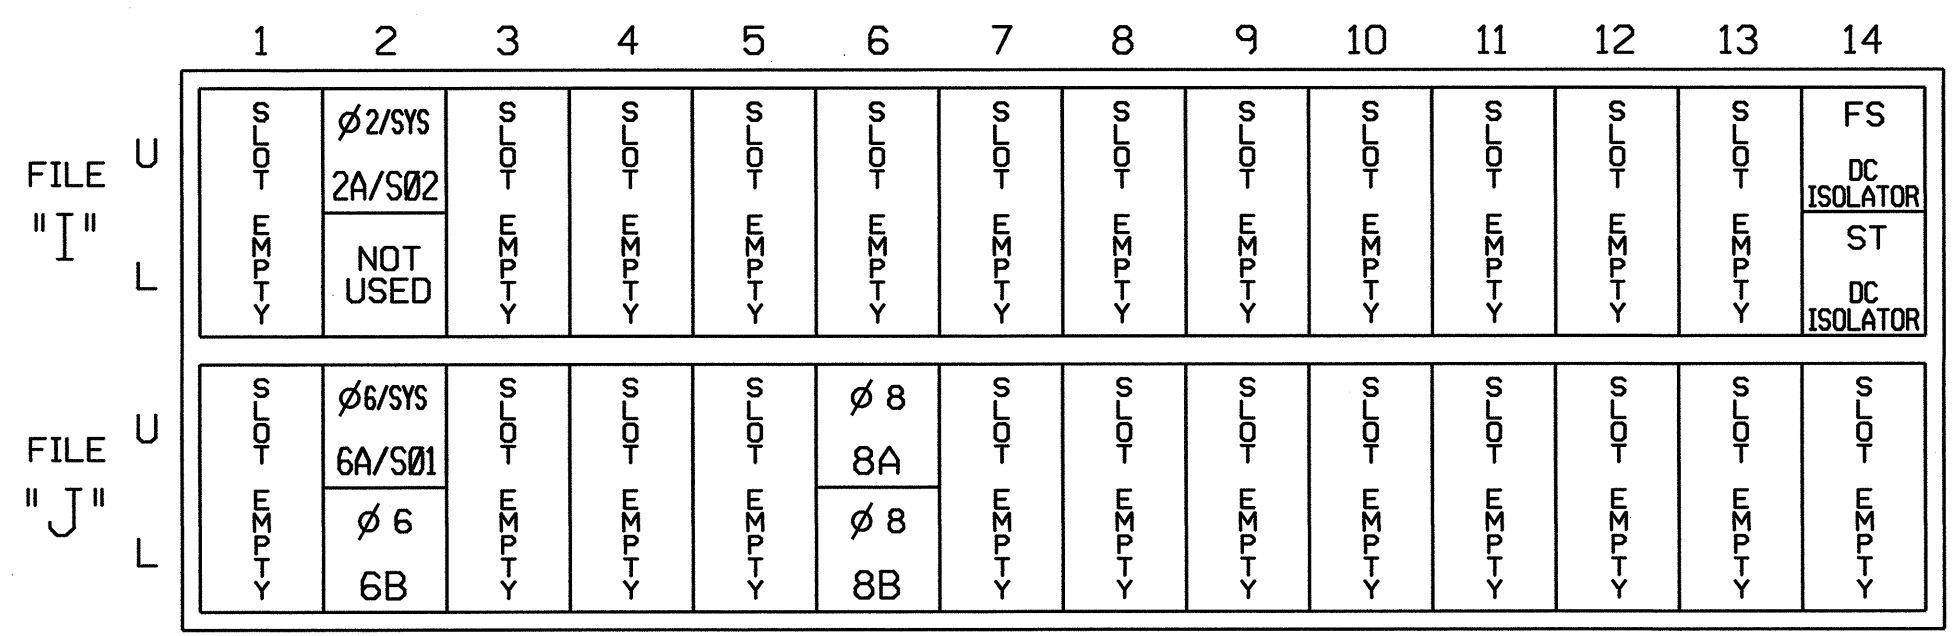 1 2 3 4 5 6 7 8 9 10 11 12 13 14
FILE
"I"
U
L
SLOT EMPTY
Ø2/SYS
2A/SØ2
NOT
USED
SLOT EMPTY
SLOT EMPTY
SLOT EMPTY
SLOT EMPTY
SLOT EMPTY
SLOT EMPTY
SLOT EMPTY
SLOT EMPTY
SLOT EMPTY
SLOT EMPTY
SLOT EMPTY
FS
DC
ISOLATOR
ST
DC
ISOLATOR
FILE
"J"
U
L
SLOT EMPTY
Ø6/SYS
6A/SØ1
Ø 6
6B
SLOT EMPTY
SLOT EMPTY
SLOT EMPTY
Ø 8
8A
Ø 8
8B
SLOT EMPTY
SLOT EMPTY
SLOT EMPTY
SLOT EMPTY
SLOT EMPTY
SLOT EMPTY
SLOT EMPTY
SLOT EMPTY